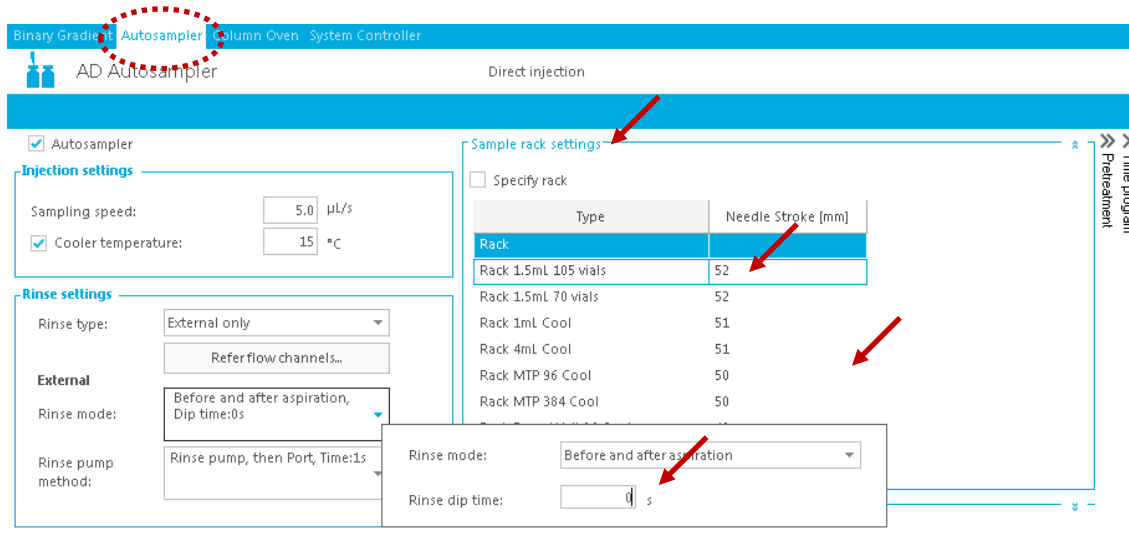 Binary Gradient Autosampler Column Oven System Controller
AD Autosampler
Direct injection
Autosampler
Injection settings
Sampling speed: 5.0 µL/s
Cooler temperature: 15 °C
Rinse settings
Rinse type: External only
Refer flow channels...
External
Rinse mode: Before and after aspiration,
Dip time:0s
Rinse pump method: Rinse pump, then Port, Time:1s
Sample rack settings
Specify rack
Type Needle Stroke [mm]
Rack
Rack 1.5mL 105 vials 52
Rack 1.5mL 70 vials 52
Rack 1mL Cool 51
Rack 4mL Cool 51
Rack MTP 96 Cool 50
Rack MTP 384 Cool 50
Rinse mode: Before and after aspiration
Rinse dip time: 0 s
Pretreatment
Time program